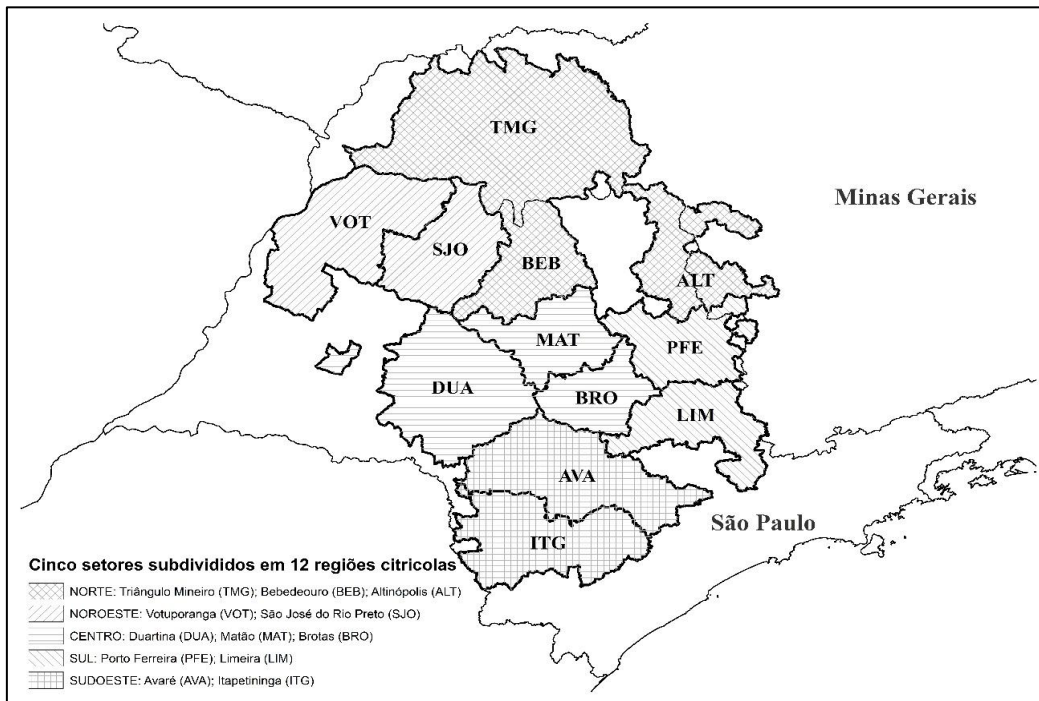 TMG
Minas Gerais
VOT
SJO
BEB
ALT
MAT
PFE
DUA
BRO
LIM
AVA
São Paulo
ITG
Cinco setores subdivididos em 12 regiões citricolas
NORTE: Triângulo Mineiro (TMG); Bebedeouro (BEB); Altinópolis (ALT)
NOROESTE: Votuporanga (VOT); São José do Rio Preto (SJO)
CENTRO: Duartina (DUA); Matão (MAT); Brotas (BRO)
SUL: Porto Ferreira (PFE); Limeira (LIM)
SUDOESTE: Avaré (AVA); Itapetininga (ITG)